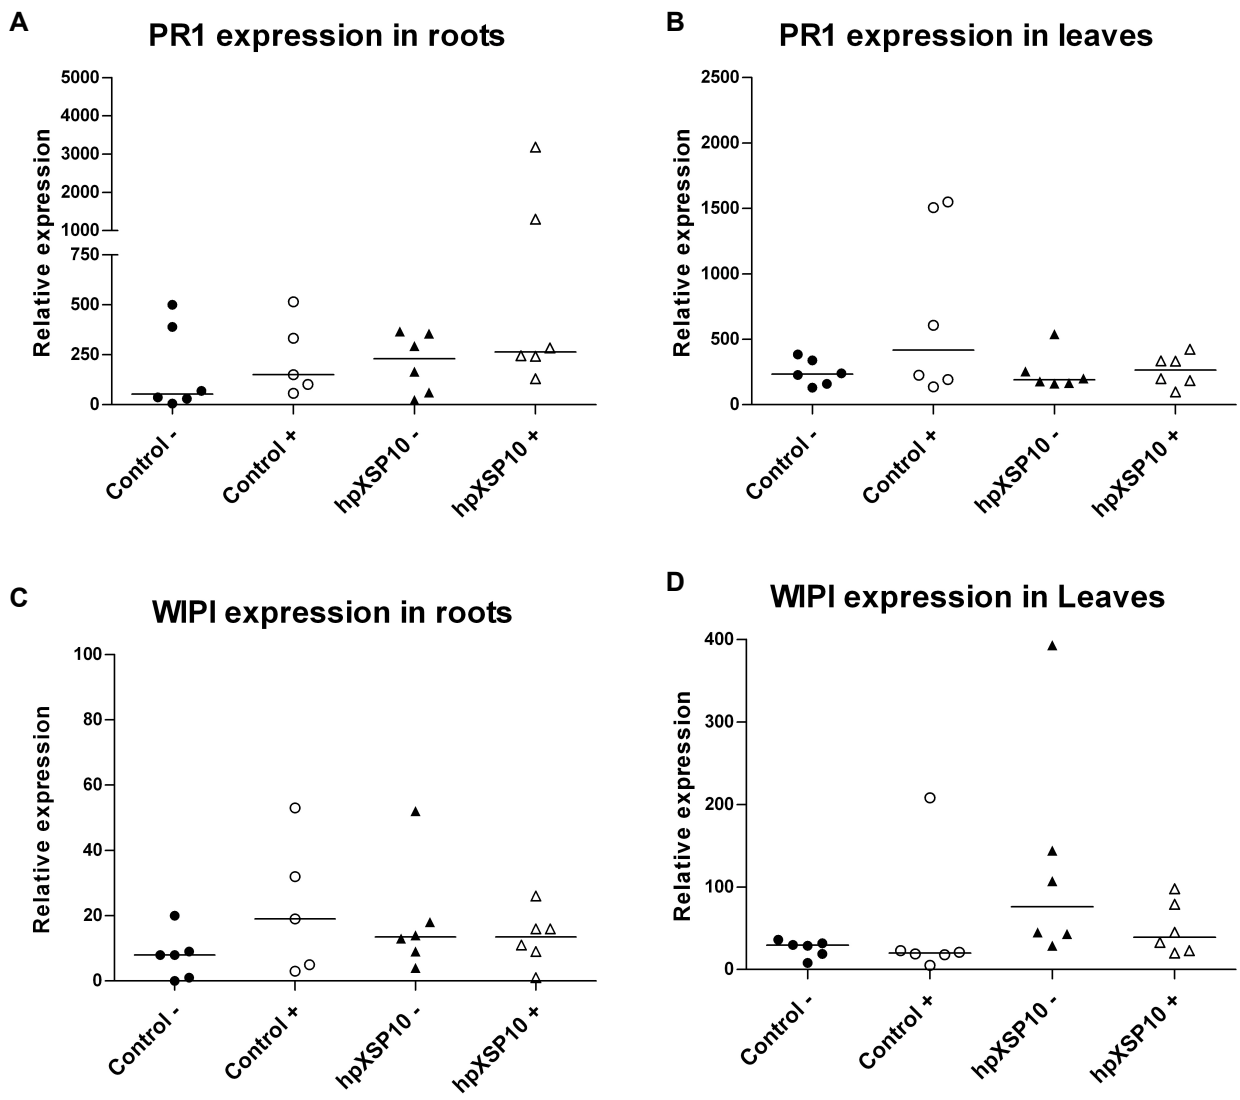 A
PR1 expression in roots
Relative expression
5000
4000
3000
2000
1000
750
500
250
0
Control -
Control +
hpXSP10 -
hpXSP10 +
B
PR1 expression in leaves
Relative expression
2500
2000
1500
1000
500
0
Control -
Control +
hpXSP10 -
hpXSP10 +
C
WIPI expression in roots
Relative expression
100
80
60
40
20
0
Control -
Control +
hpXSP10 -
hpXSP10 +
D
WIPI expression in Leaves
Relative expression
400
300
200
100
0
Control -
Control +
hpXSP10 -
hpXSP10 +